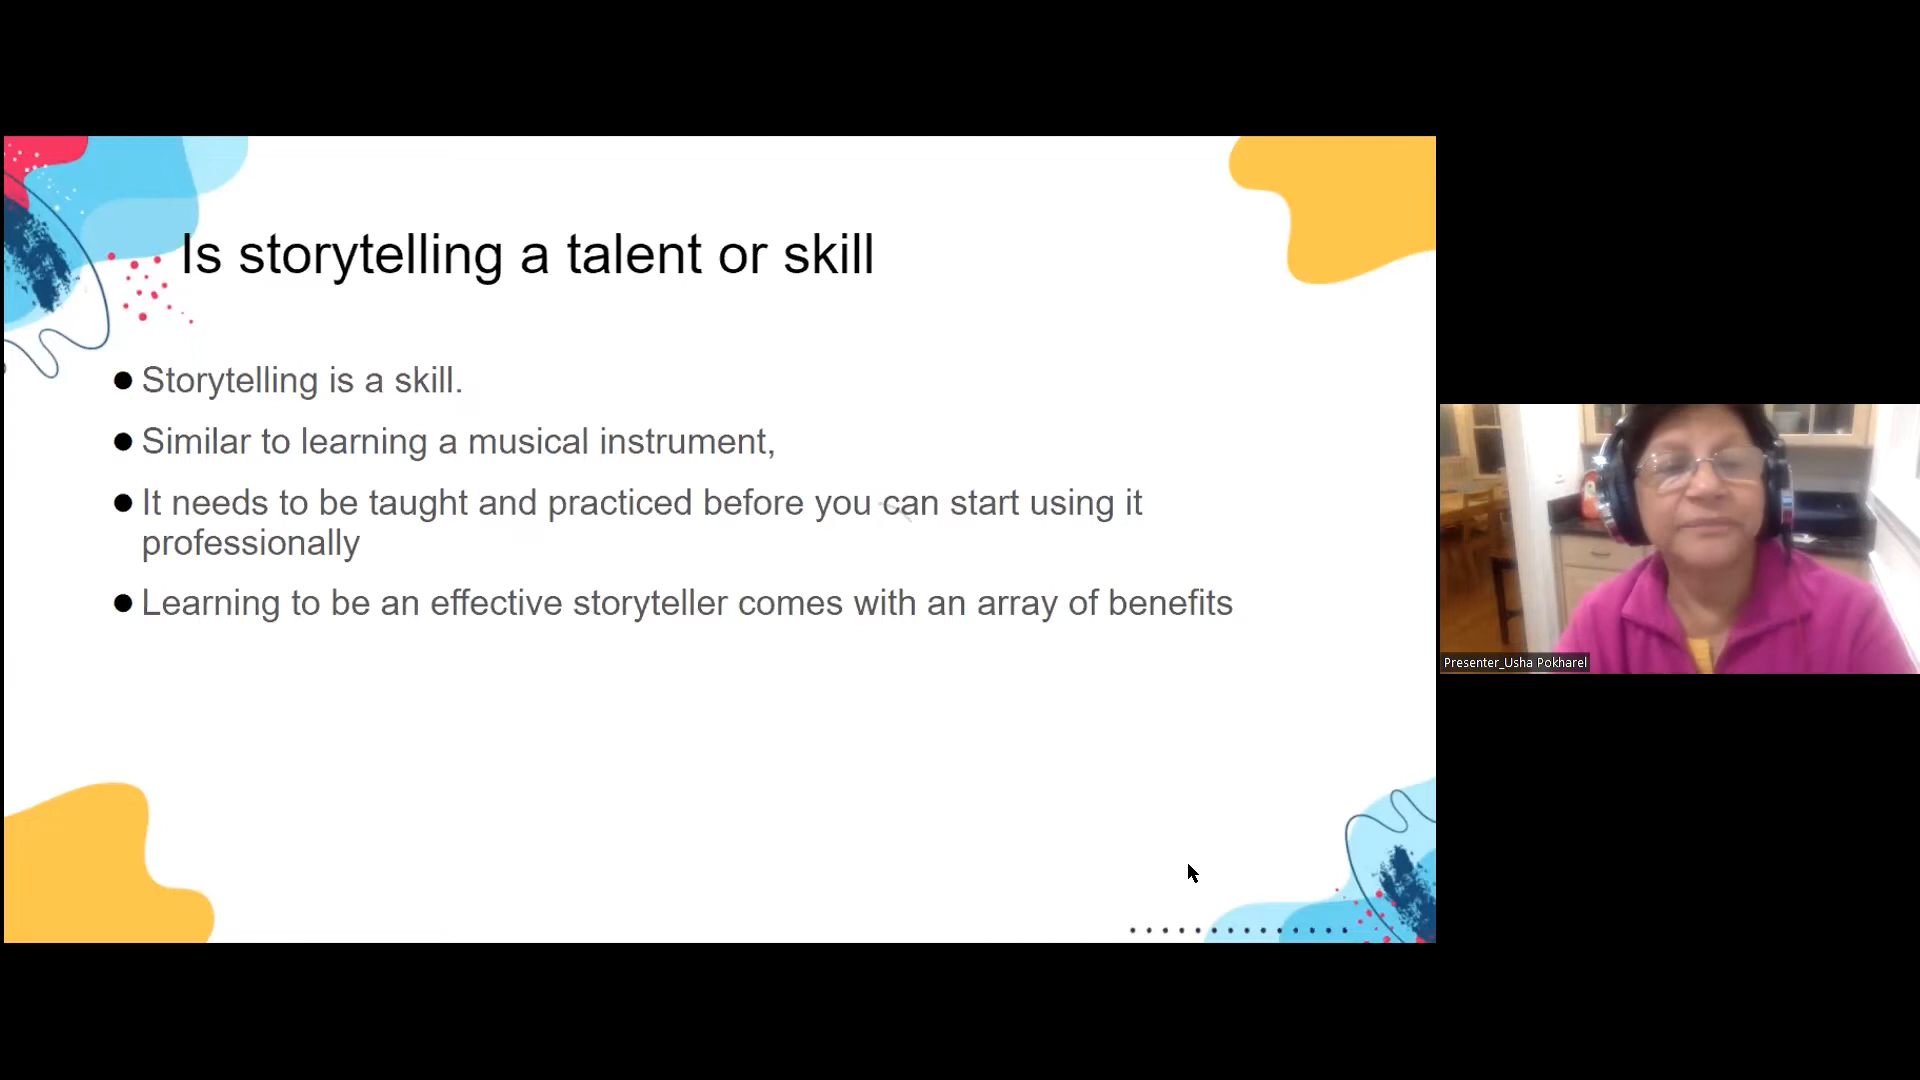 Is storytelling a talent or skill
● Storytelling is a skill.
● Similar to learning a musical instrument,
● It needs to be taught and practiced before you can start using it
professionally
● Learning to be an effective storyteller comes with an array of benefits
Presenter_Usha Pokharel